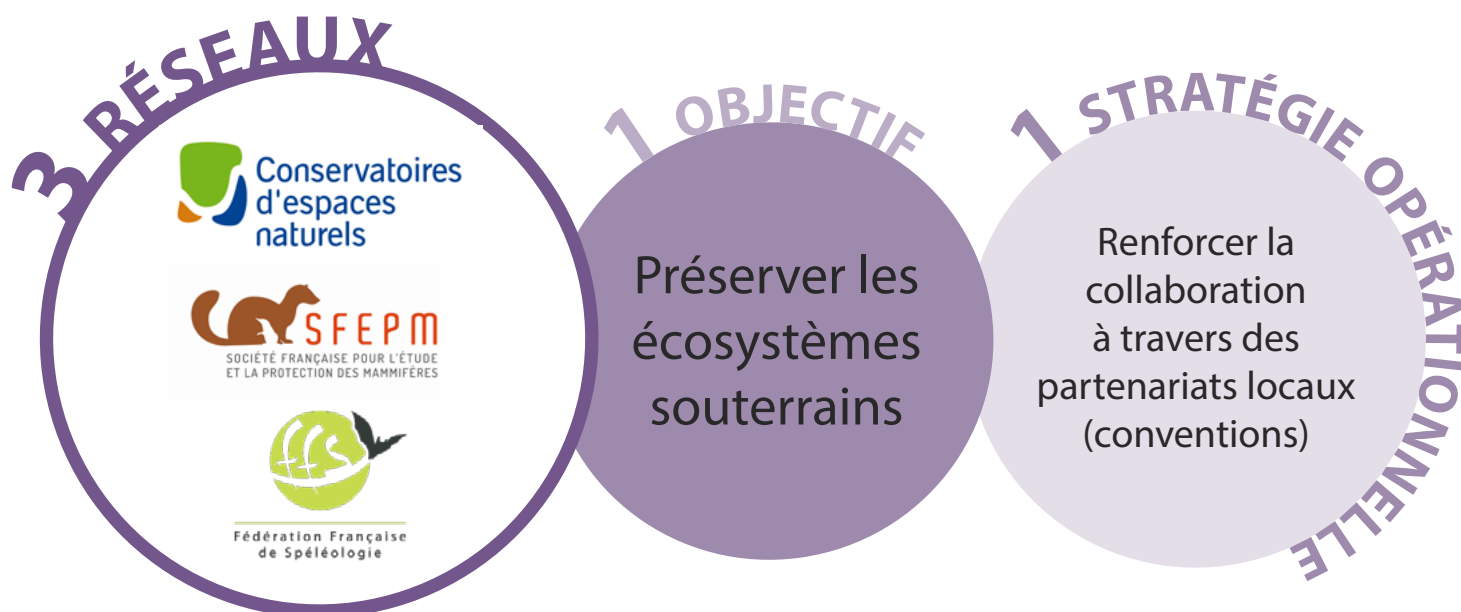 3 RÉSEAUX
Conservatoires
d'espaces
naturels
SFEPM
SOCIÉTÉ FRANÇAISE POUR L'ÉTUDE
ET LA PROTECTION DES MAMMIFÈRES
ffs
Fédération Française
de Spéléologie
1 OBJECTIF
Préserver les
écosystèmes
souterrains
1 STRATÉGIE OPÉRATIONNELLE
Renforcer la
collaboration
à travers des
partenariats locaux
(conventions)